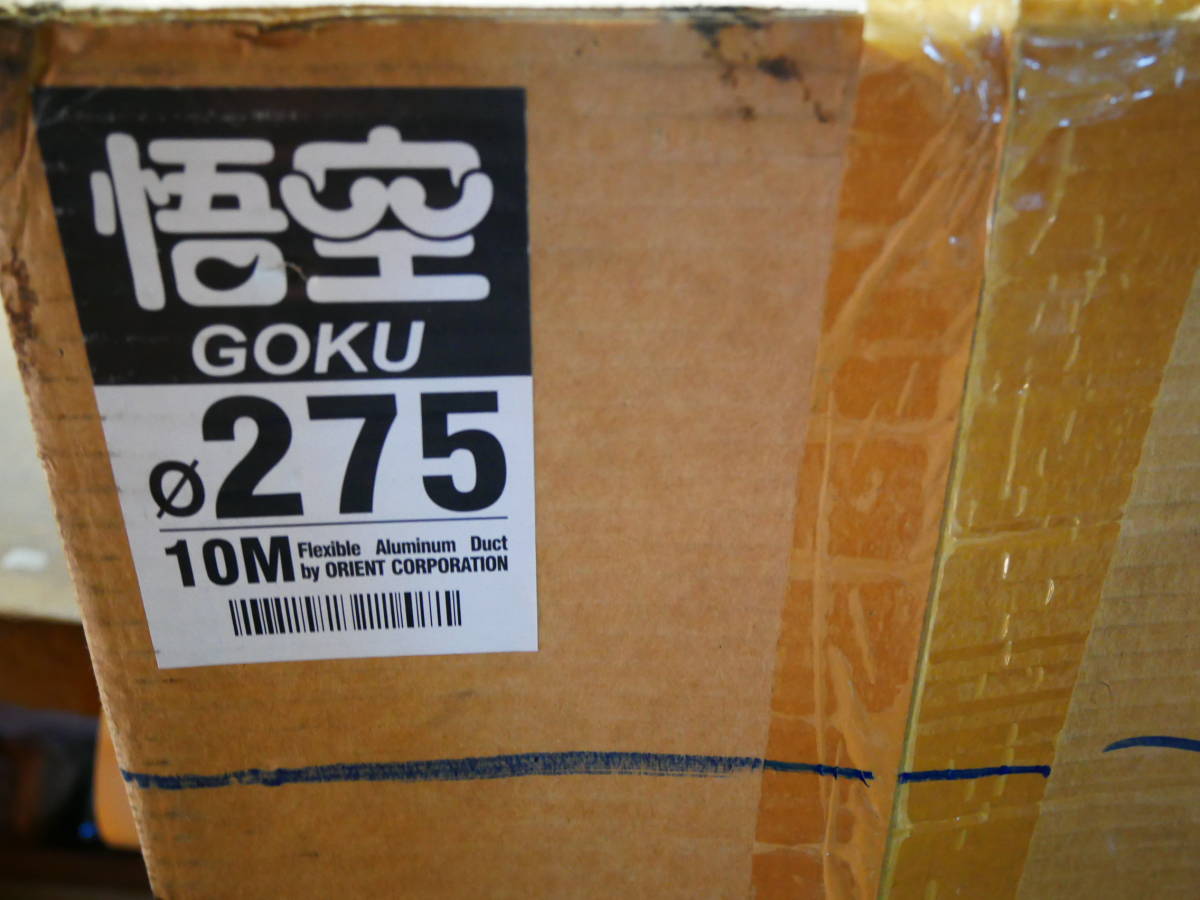 悟空
GOKU
ø275
10M Flexible Aluminum Duct
by ORIENT CORPORATION